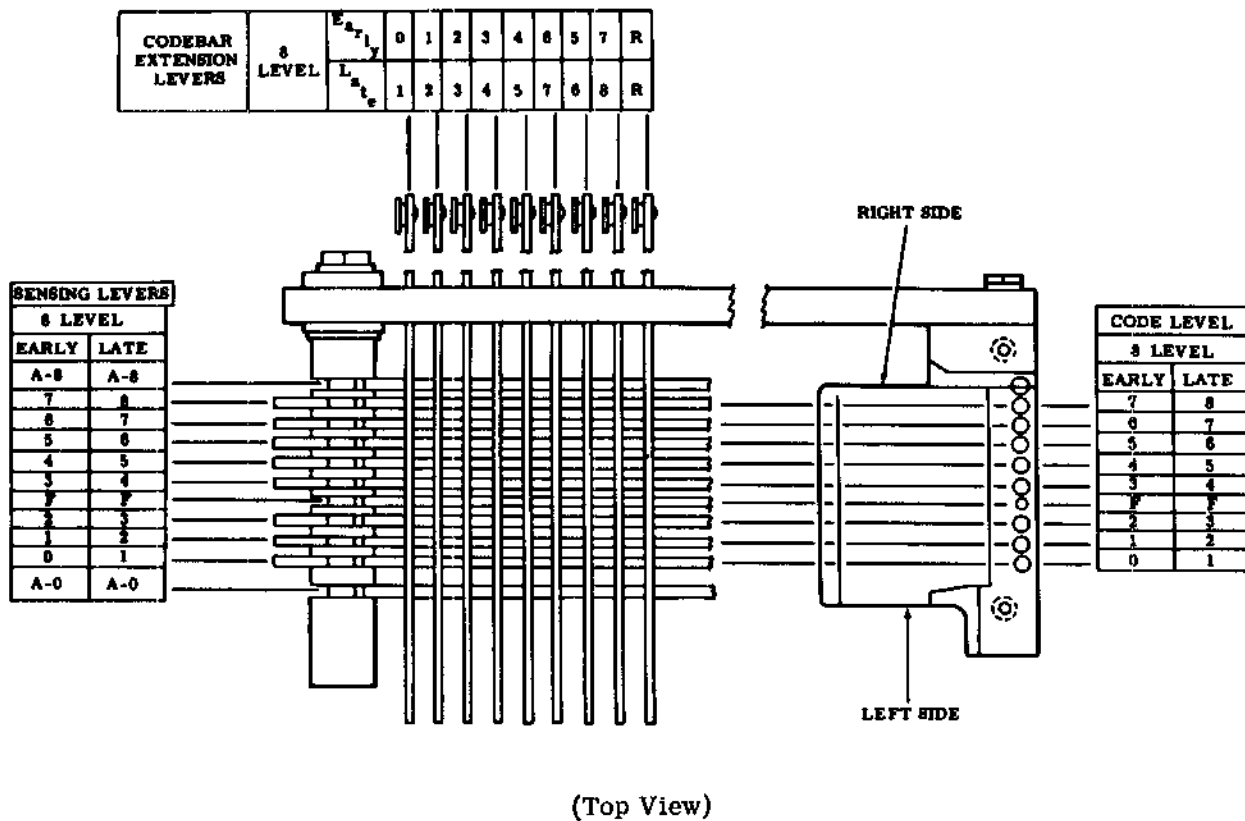 CODEBAR EXTENSION LEVERS
8 LEVEL
Early 0 1 2 3 4 6 5 7 R
Late 1 2 3 4 5 7 6 8 R
RIGHT SIDE
SENSING LEVERS
8 LEVEL
EARLY LATE
A-8 A-8
7 8
6 7
5 6
4 5
3 4
F F
2 3
1 2
0 1
A-0 A-0
CODE LEVEL
8 LEVEL
EARLY LATE
7 8
6 7
5 6
4 5
3 4
F F
2 3
1 2
0 1
LEFT SIDE
(Top View)